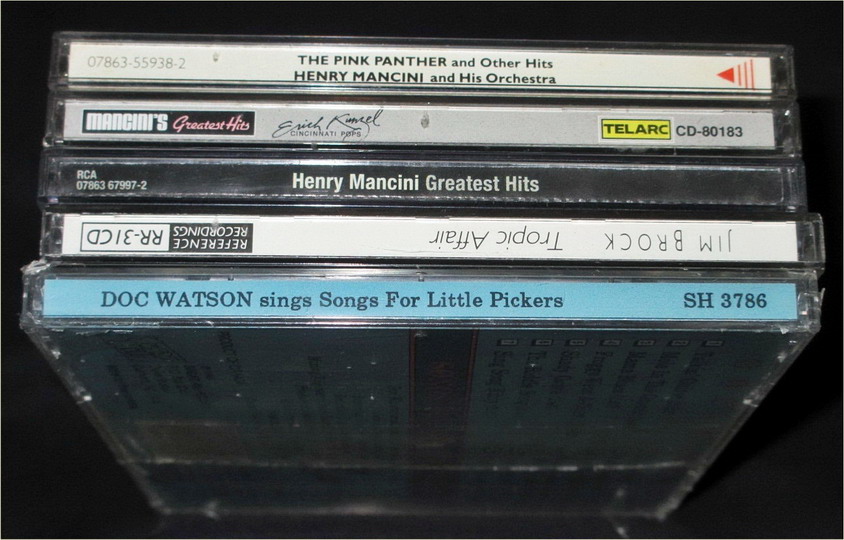 07863-55938-2
THE PINK PANTHER and Other Hits
HENRY MANCINI and His Orchestra
MANCINI'S Greatest Hits
Erich Kunzel
CINCINNATI POPS
TELARC CD-80183
RCA
07863 67997-2
Henry Mancini Greatest Hits
JIM BROCK Tropic Affair
REFERENCE
RECORDINGS
RR-31CD
DOC WATSON sings Songs For Little Pickers SH 3786